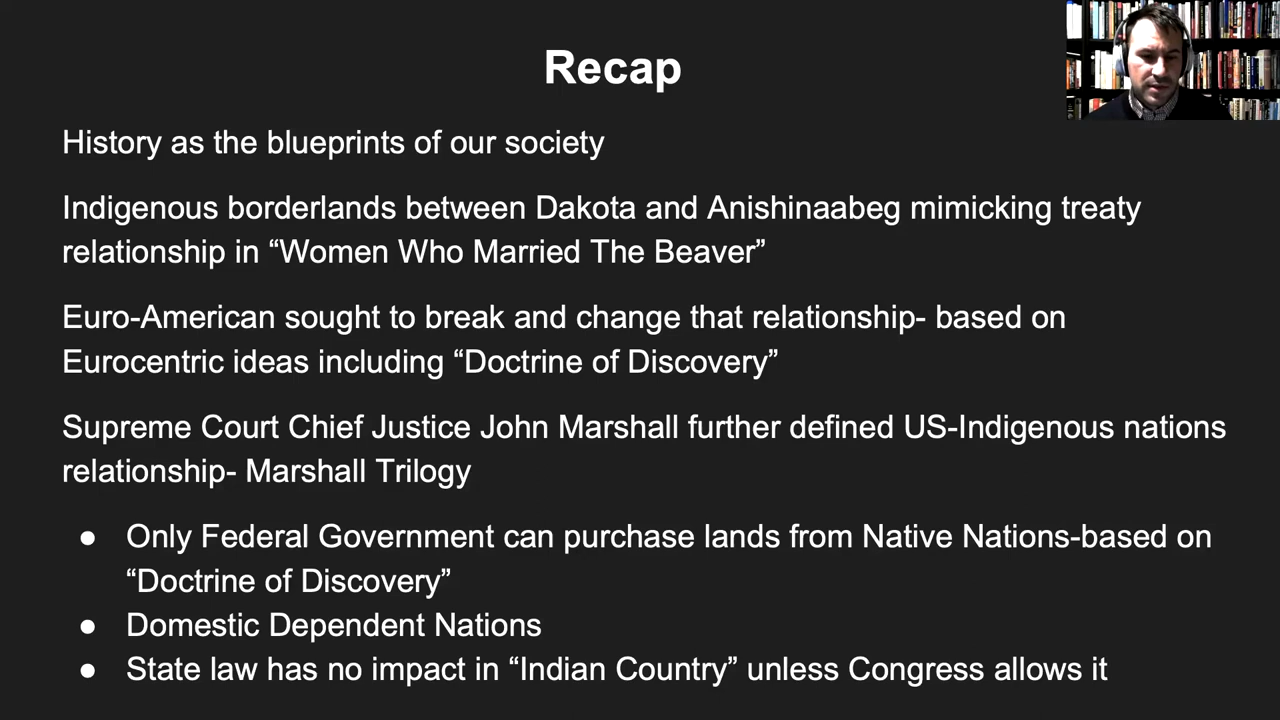 Recap
History as the blueprints of our society
Indigenous borderlands between Dakota and Anishinaabeg mimicking treaty
relationship in “Women Who Married The Beaver”
Euro-American sought to break and change that relationship- based on
Eurocentric ideas including “Doctrine of Discovery”
Supreme Court Chief Justice John Marshall further defined US-Indigenous nations
relationship- Marshall Trilogy
● Only Federal Government can purchase lands from Native Nations-based on
“Doctrine of Discovery”
● Domestic Dependent Nations
● State law has no impact in “Indian Country” unless Congress allows it